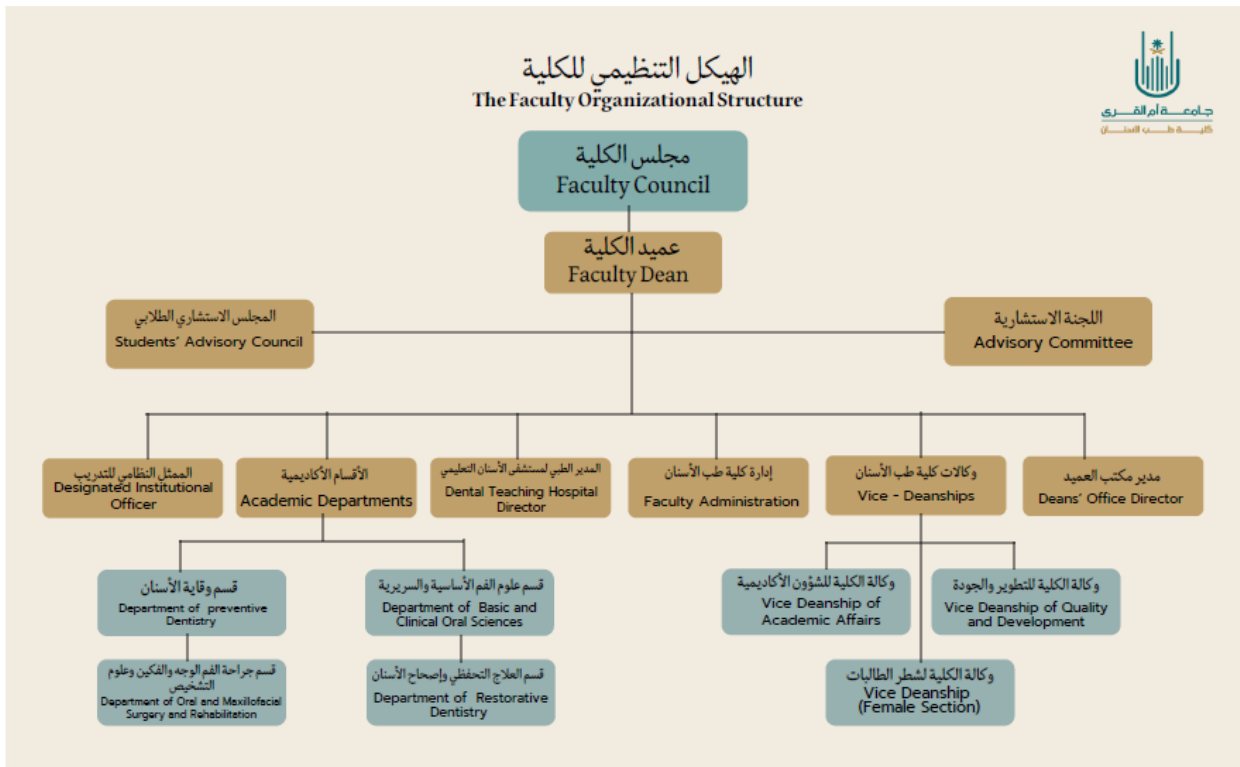 الهيكل التنظيمي للكلية
The Faculty Organizational Structure
جامعـــة أم القـــرى
كليـــة طـــب الأسنـــان
مجلس الكلية
Faculty Council
عميد الكلية
Faculty Dean
المجلس الاستشاري الطلابي
Students' Advisory Council
اللجنة الاستشارية
Advisory Committee
الممثل النظامي للتدريب
Designated Institutional
Officer
الأقسام الأكاديمية
Academic Departments
المدير الطبي لمستشفى الأسنان التعليمي
Dental Teaching Hospital
Director
إدارة كلية طب الأسنان
Faculty Administration
وكالات كلية طب الأسنان
Vice - Deanships
مدير مكتب العميد
Deans' Office Director
قسم وقاية الأسنان
Department of preventive
Dentistry
قسم علوم الفم الأساسية والسريرية
Department of Basic and
Clinical Oral Sciences
وكالة الكلية للشؤون الأكاديمية
Vice Deanship of
Academic Affairs
وكالة الكلية للتطوير والجودة
Vice Deanship of Quality
and Development
قسم جراحة الفم الوجه والفكين وعلوم
التشخيص
Department of Oral and Maxillofacial
Surgery and Rehabilitation
قسم العلاج التحفظي وإصحاح الأسنان
Department of Restorative
Dentistry
وكالة الكلية لشطر الطالبات
Vice Deanship
(Female Section)